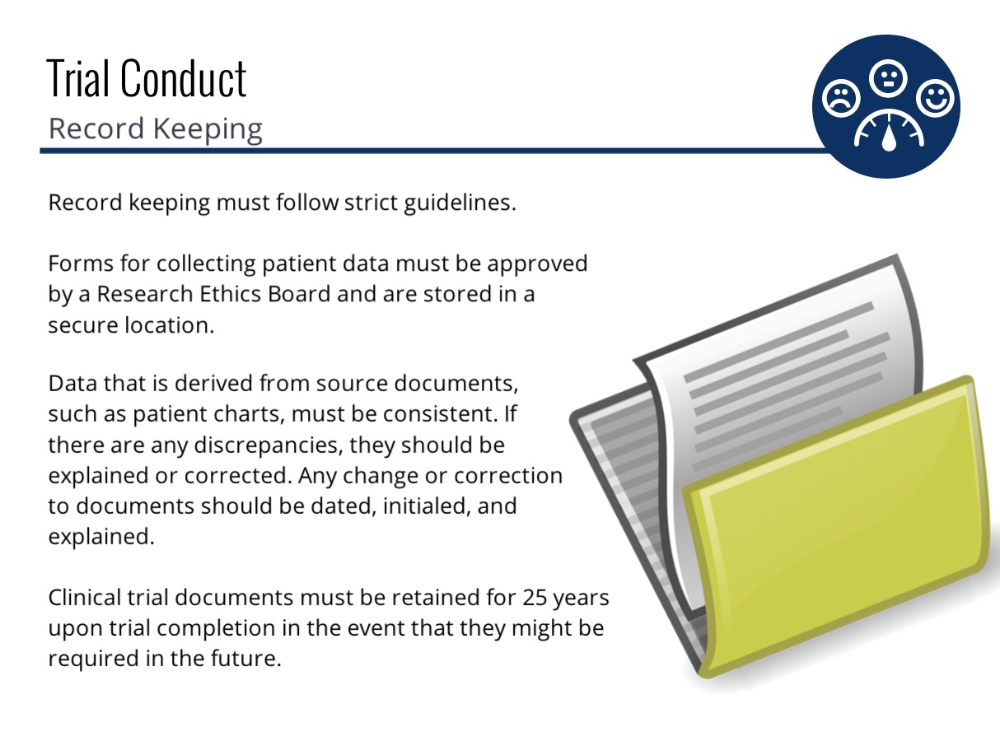 Trial Conduct
Record Keeping
Record keeping must follow strict guidelines.
Forms for collecting patient data must be approved
by a Research Ethics Board and are stored in a
secure location.
Data that is derived from source documents,
such as patient charts, must be consistent. If
there are any discrepancies, they should be
explained or corrected. Any change or correction
to documents should be dated, initialed, and
explained.
Clinical trial documents must be retained for 25 years
upon trial completion in the event that they might be
required in the future.